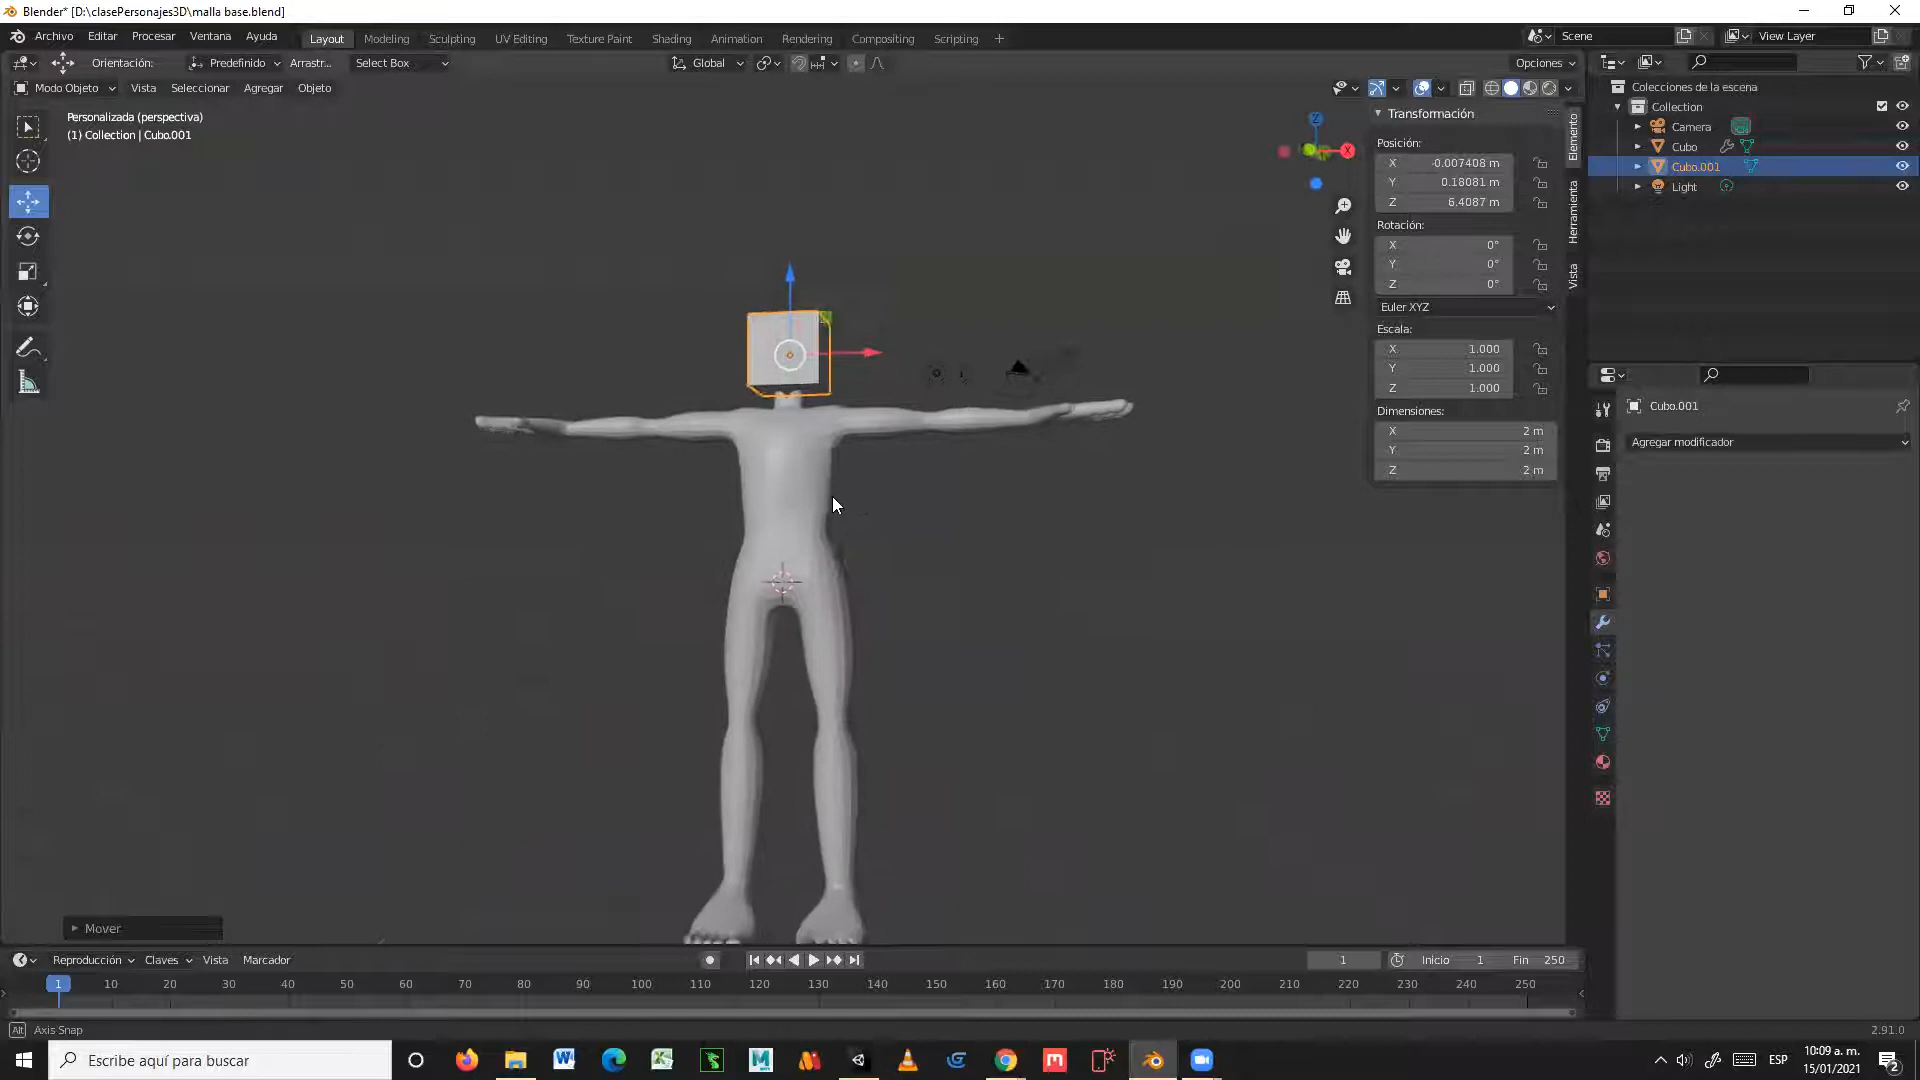 Blender* [D:\clasePersonajes3D\malla base.blend]
Archivo Editar Procesar Ventana Ayuda Layout Modeling Sculpting UV Editing Texture Paint Shading Animation Rendering Compositing Scripting + Scene View Layer
Orientación: Predefinido Arrastr... Select Box Global Opciones
Modo Objeto Vista Seleccionar Agregar Objeto
Personalizada (perspectiva)
(1) Collection | Cubo.001
Z
X
Transformación
Posición:
X -0.007408 m
Y 0.18081 m
Z 6.4087 m
Rotación:
X 0°
Y 0°
Z 0°
Euler XYZ
Escala:
X 1.000
Y 1.000
Z 1.000
Dimensiones:
X 2 m
Y 2 m
Z 2 m
Elemento
Herramienta
Vista
Colecciones de la escena
Collection
Camera
Cubo
Cubo.001
Light
Cubo.001
Agregar modificador
Mover
Reproducción Claves Vista Marcador 1 Inicio 1 Fin 250
1 10 20 30 40 50 60 70 80 90 100 110 120 130 140 150 160 170 180 190 200 210 220 230 240 250
Alt Axis Snap 2.91.0
Escribe aquí para buscar
ESP
10:09 a. m.
15/01/2021
2